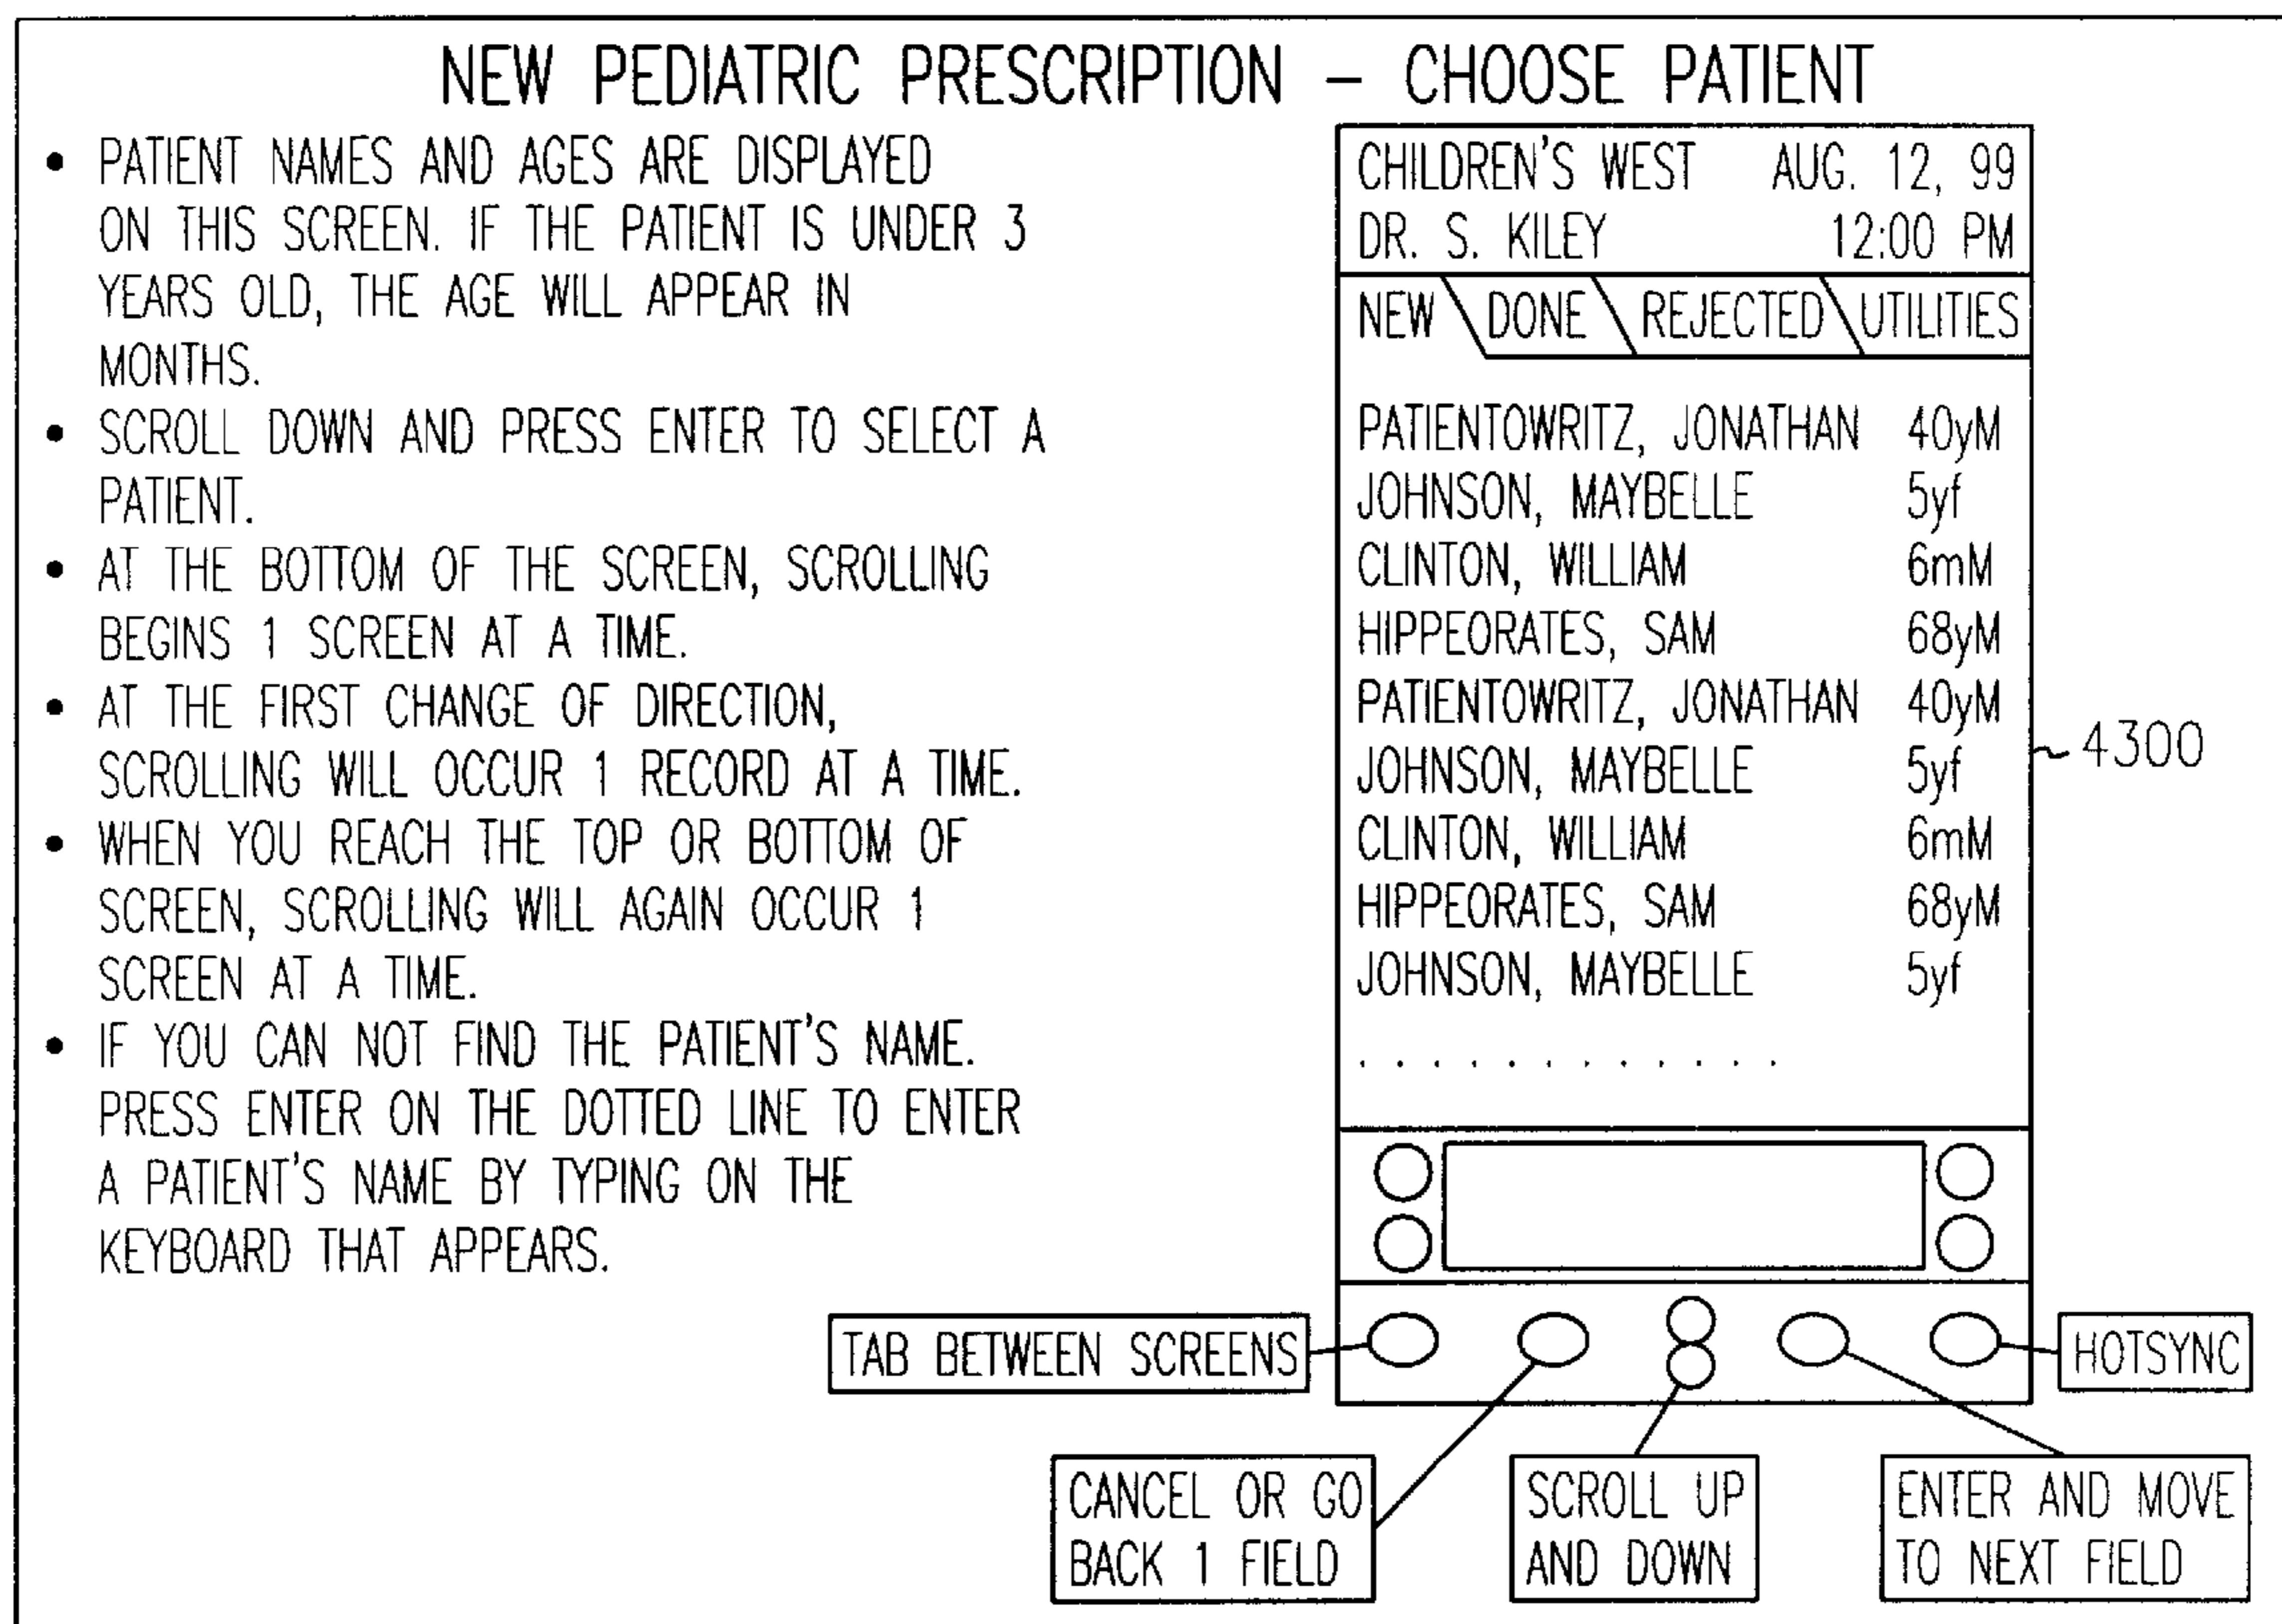 NEW PEDIATRIC PRESCRIPTION – CHOOSE PATIENT
• PATIENT NAMES AND AGES ARE DISPLAYED
ON THIS SCREEN. IF THE PATIENT IS UNDER 3
YEARS OLD, THE AGE WILL APPEAR IN
MONTHS.
• SCROLL DOWN AND PRESS ENTER TO SELECT A
PATIENT.
• AT THE BOTTOM OF THE SCREEN, SCROLLING
BEGINS 1 SCREEN AT A TIME.
• AT THE FIRST CHANGE OF DIRECTION,
SCROLLING WILL OCCUR 1 RECORD AT A TIME.
• WHEN YOU REACH THE TOP OR BOTTOM OF
SCREEN, SCROLLING WILL AGAIN OCCUR 1
SCREEN AT A TIME.
• IF YOU CAN NOT FIND THE PATIENT'S NAME.
PRESS ENTER ON THE DOTTED LINE TO ENTER
A PATIENT'S NAME BY TYPING ON THE
KEYBOARD THAT APPEARS.
CHILDREN'S WEST AUG. 12, 99
DR. S. KILEY 12:00 PM
NEW DONE REJECTED UTILITIES
PATIENTOWRITZ, JONATHAN 40yM
JOHNSON, MAYBELLE 5yf
CLINTON, WILLIAM 6mM
HIPPEORATES, SAM 68yM
PATIENTOWRITZ, JONATHAN 40yM
JOHNSON, MAYBELLE 5yf
CLINTON, WILLIAM 6mM
HIPPEORATES, SAM 68yM
JOHNSON, MAYBELLE 5yf
. . . . . . . . . . . .
4300
TAB BETWEEN SCREENS
HOTSYNC
CANCEL OR GO
BACK 1 FIELD
SCROLL UP
AND DOWN
ENTER AND MOVE
TO NEXT FIELD